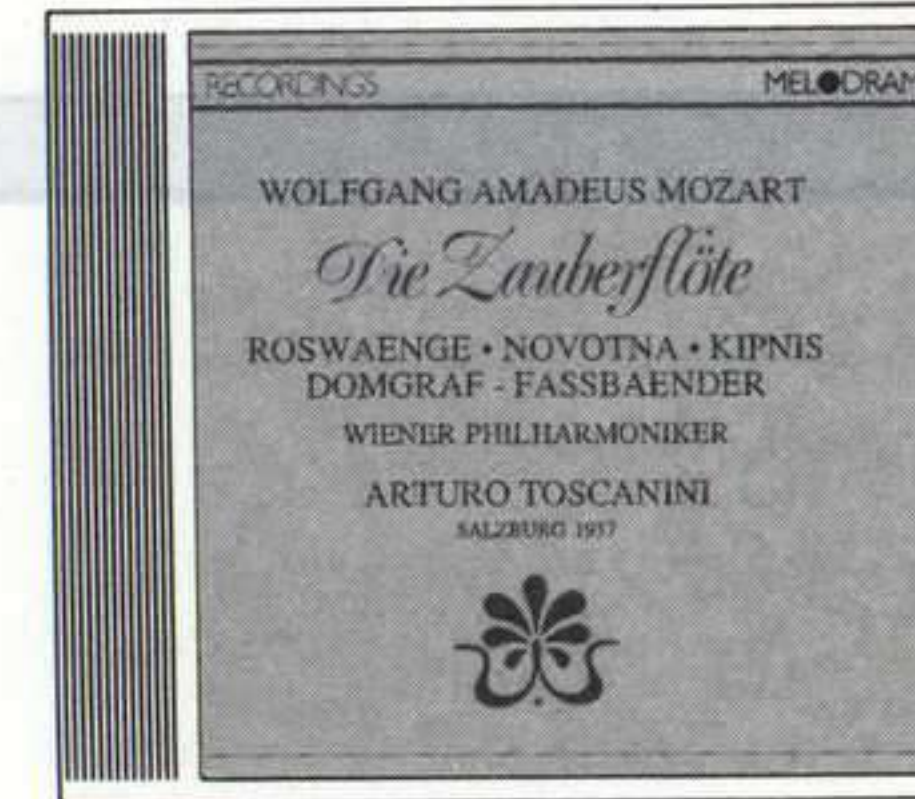 RECORDINGS MELODRAM
WOLFGANG AMADEUS MOZART
Die Zauberflöte
ROSWAENGE • NOVOTNA • KIPNIS
DOMGRAF - FASSBAENDER
WIENER PHILHARMONIKER
ARTURO TOSCANINI
SALZBURG 1937